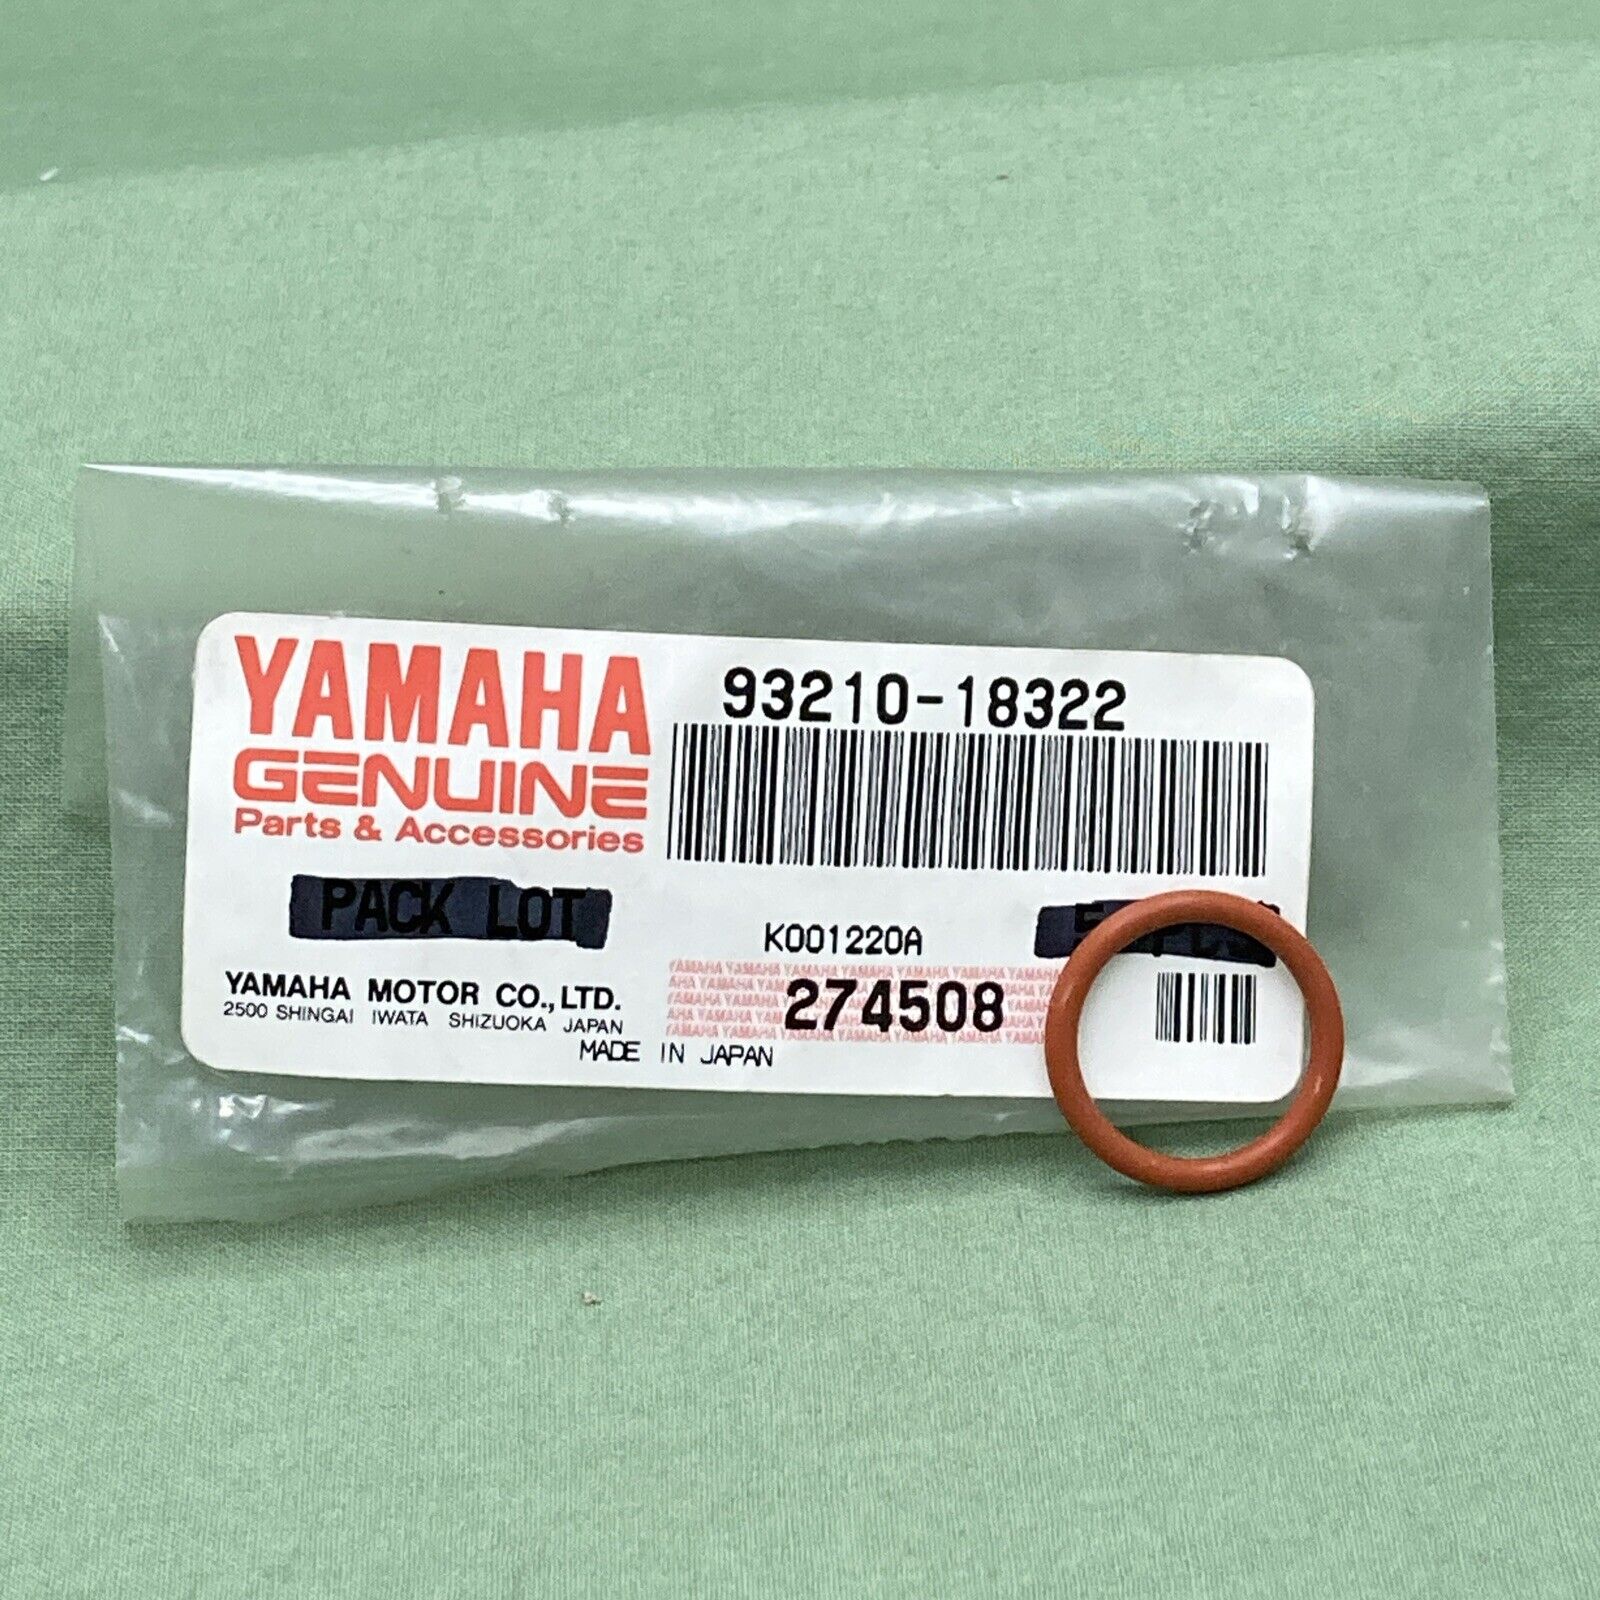 YAMAHA
GENUINE
Parts & Accessories
93210-18322
PACK LOT
K001220A
YAMAHA MOTOR CO., LTD.
2500 SHINGAI IWATA SHIZUOKA JAPAN
274508
MADE IN JAPAN